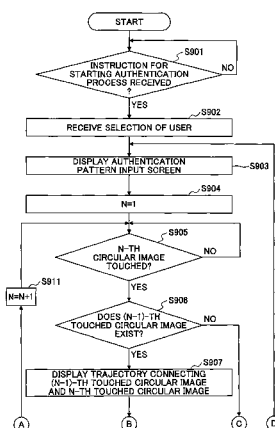 START
S901
INSTRUCTION FOR
STARTING AUTHENTICATION
PROCESS RECEIVED
?
NO
YES
S902
RECEIVE SELECTION OF USER
DISPLAY AUTHENTICATION
PATTERN INPUT SCREEN
S903
S904
N=1
S905
N-TH
CIRCULAR IMAGE
TOUCHED?
NO
S911
N=N+1
YES
S906
DOES (N-1)-TH
TOUCHED CIRCULAR IMAGE
EXIST?
NO
YES
S907
DISPLAY TRAJECTORY CONNECTING
(N-1)-TH TOUCHED CIRCULAR IMAGE
AND N-TH TOUCHED CIRCULAR IMAGE
A
B
C
D